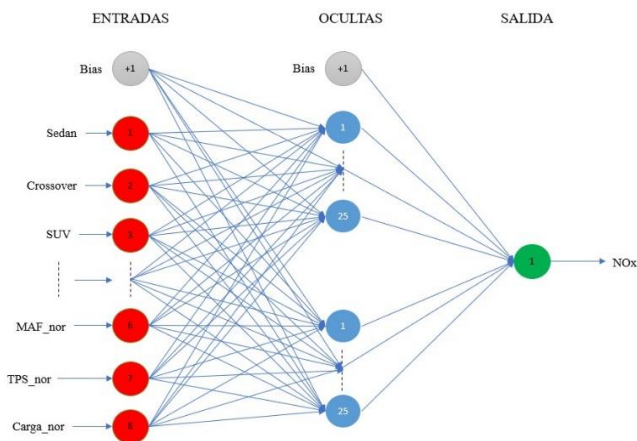 ENTRADAS OCULTAS SALIDA
Bias +1 Bias +1
Sedan 1 1
Crossover 2
SUV 3 25
1 NOx
MAF_nor 6 1
TPS_nor 7
Carga_nor 8 25